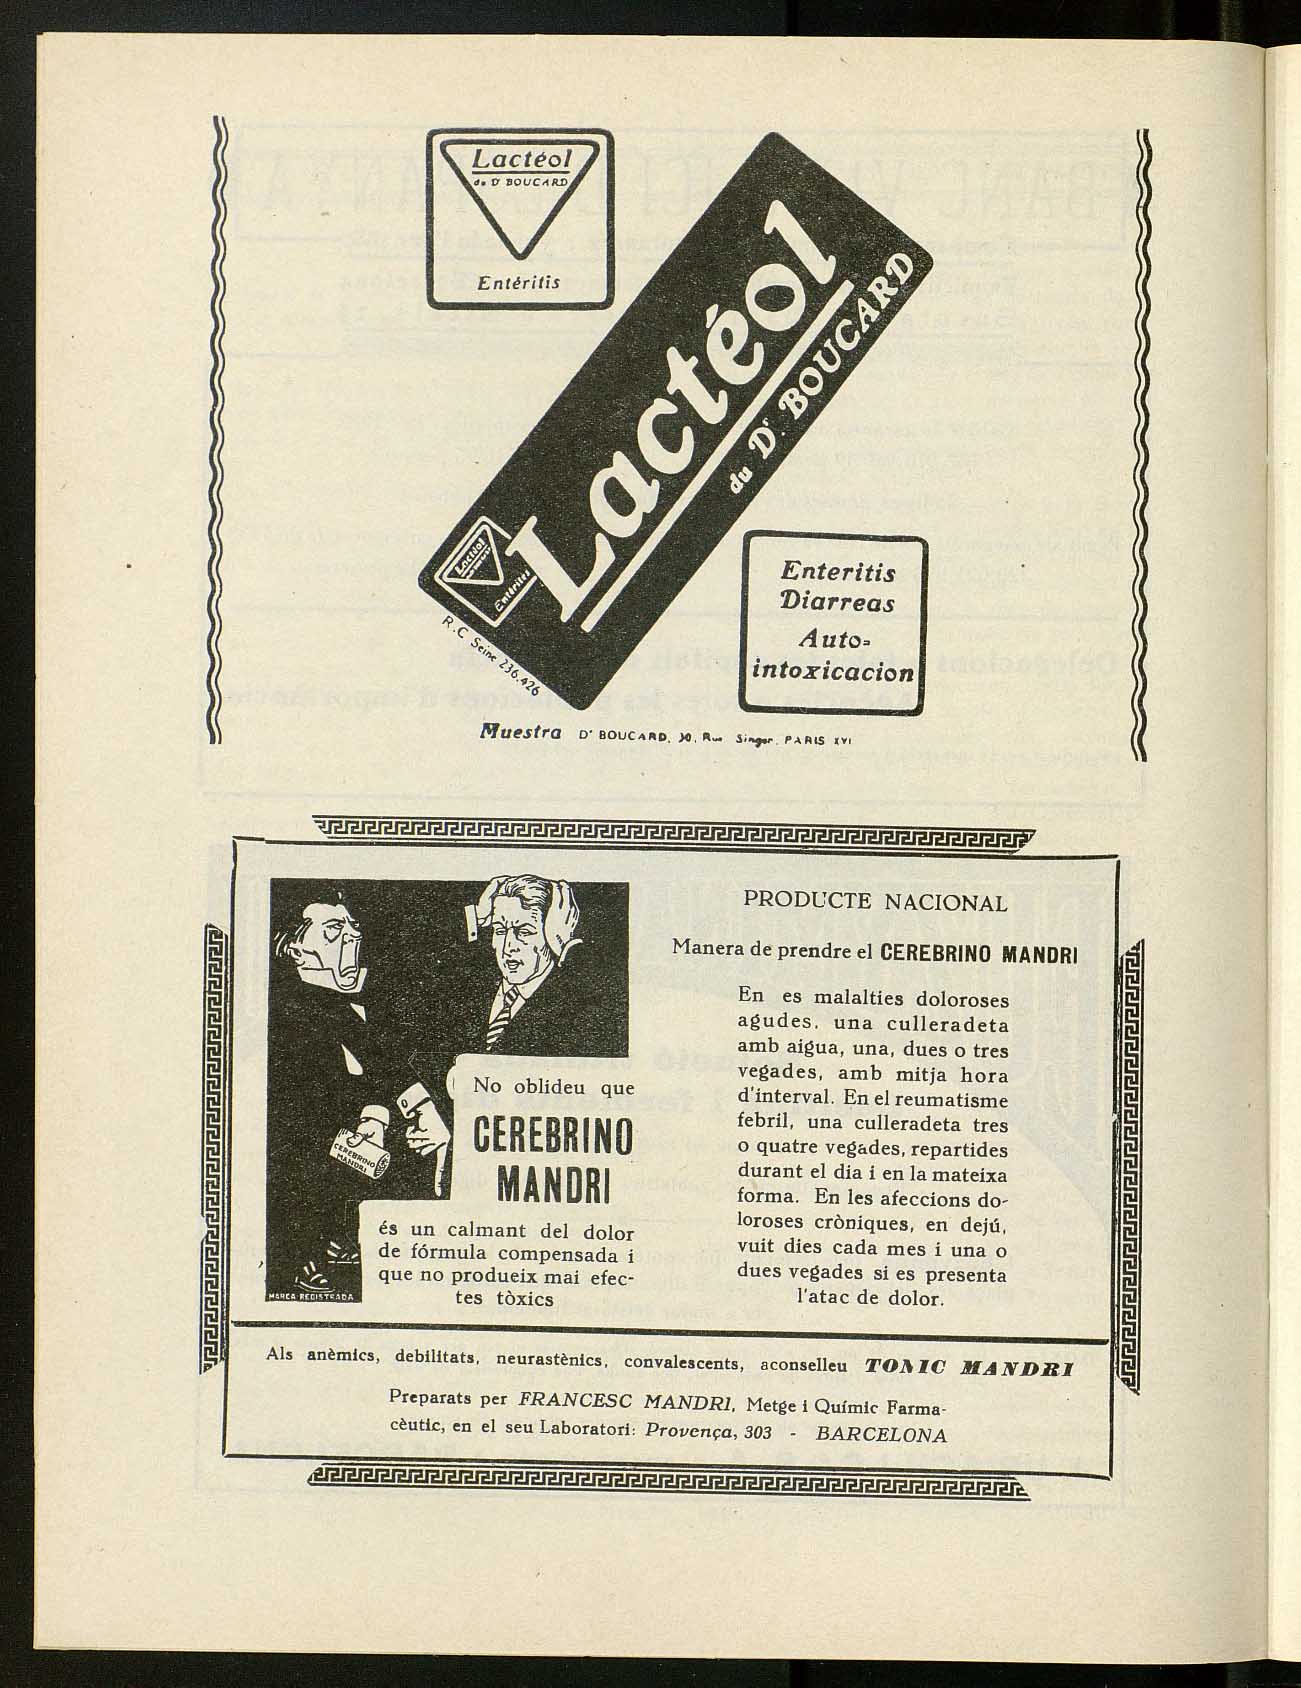 Lactéol
du Dr BOUCARD
Entéritis
Lactéol
du Dr. BOUCARD
Lactéol
Entérites
R.C Seine 236.426
Enteritis
Diarreas
Auto-
intoxicacion
Muestra Dr BOUCARD, 30, Rue Singer, PARIS XVI
PRODUCTE NACIONAL
Manera de prendre el CEREBRINO MANDRI
En es malalties doloroses
agudes, una culleradeta
amb aigua, una, dues o tres
vegades, amb mitja hora
d'interval. En el reumatisme
febril, una culleradeta tres
o quatre vegades, repartides
durant el dia i en la mateixa
forma. En les afeccions do-
loroses cròniques, en dejú,
vuit dies cada mes i una o
dues vegades si es presenta
l'atac de dolor.
CEREBRINO
MANDRI
No oblideu que
CEREBRINO
MANDRI
és un calmant del dolor
de fórmula compensada i
que no produeix mai efec-
tes tòxics
MARCA REGISTRADA
Als anèmics, debilitats, neurastènics, convalescents, aconselleu TONIC MANDRI
Preparats per FRANCESC MANDRI, Metge i Químic Farma-
cèutic, en el seu Laboratori: Provença, 303 - BARCELONA